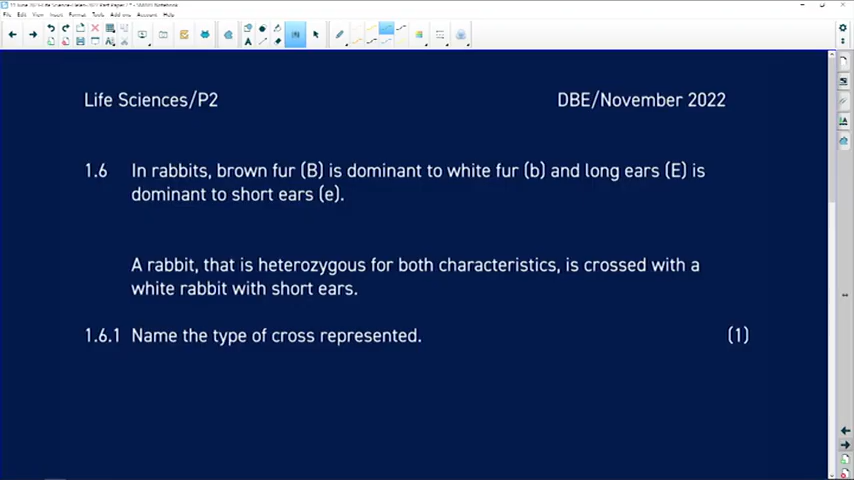 File Edit View Insert Format Tools Add-ons Account Help
Life Sciences/P2 DBE/November 2022
1.6 In rabbits, brown fur (B) is dominant to white fur (b) and long ears (E) is
dominant to short ears (e).
A rabbit, that is heterozygous for both characteristics, is crossed with a
white rabbit with short ears.
1.6.1 Name the type of cross represented. (1)